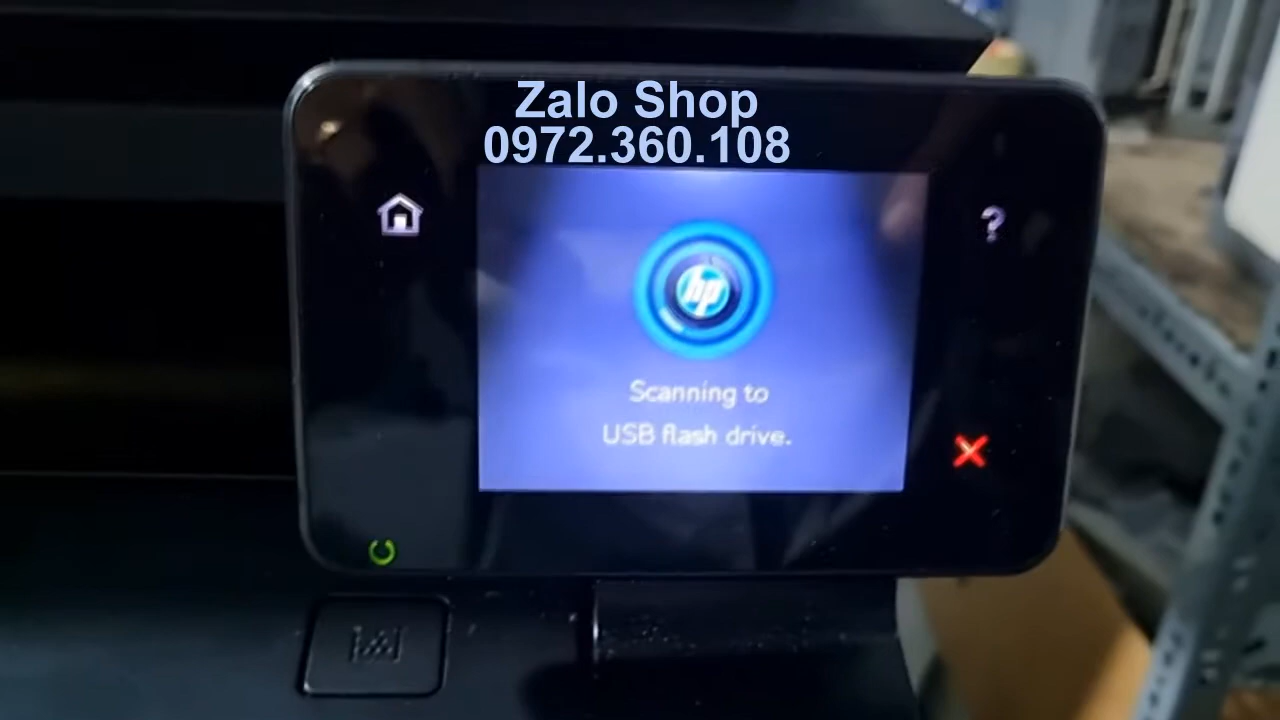 Zalo Shop
0972.360.108
?
hp
Scanning to
USB flash drive.